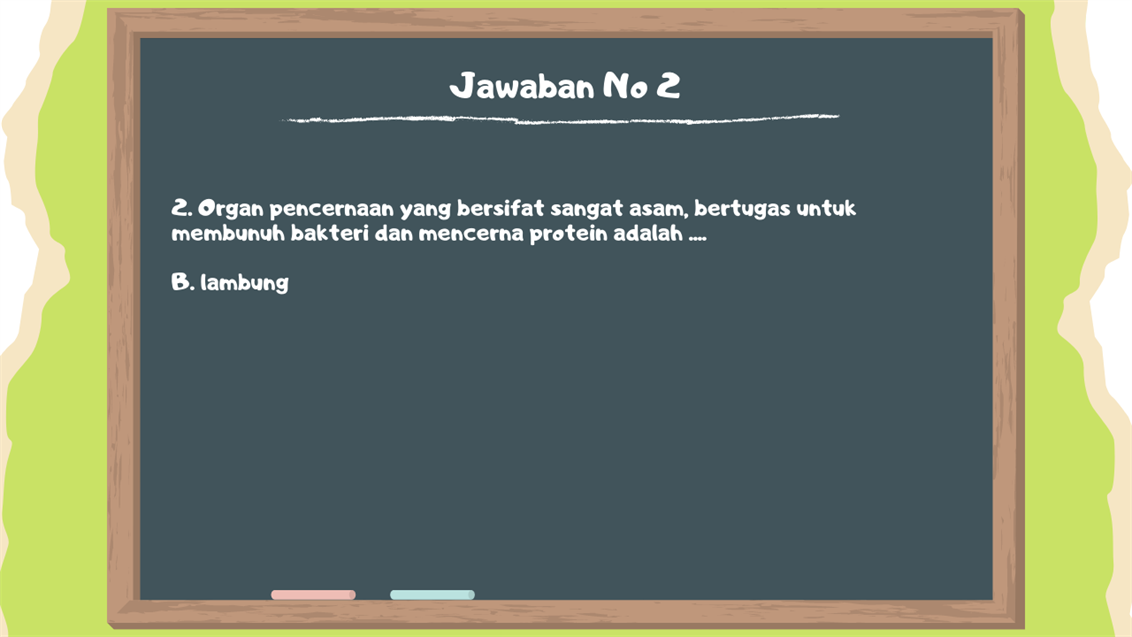 Jawaban No 2
2. Organ pencernaan yang bersifat sangat asam, bertugas untuk
membunuh bakteri dan mencerna protein adalah ....
B. lambung